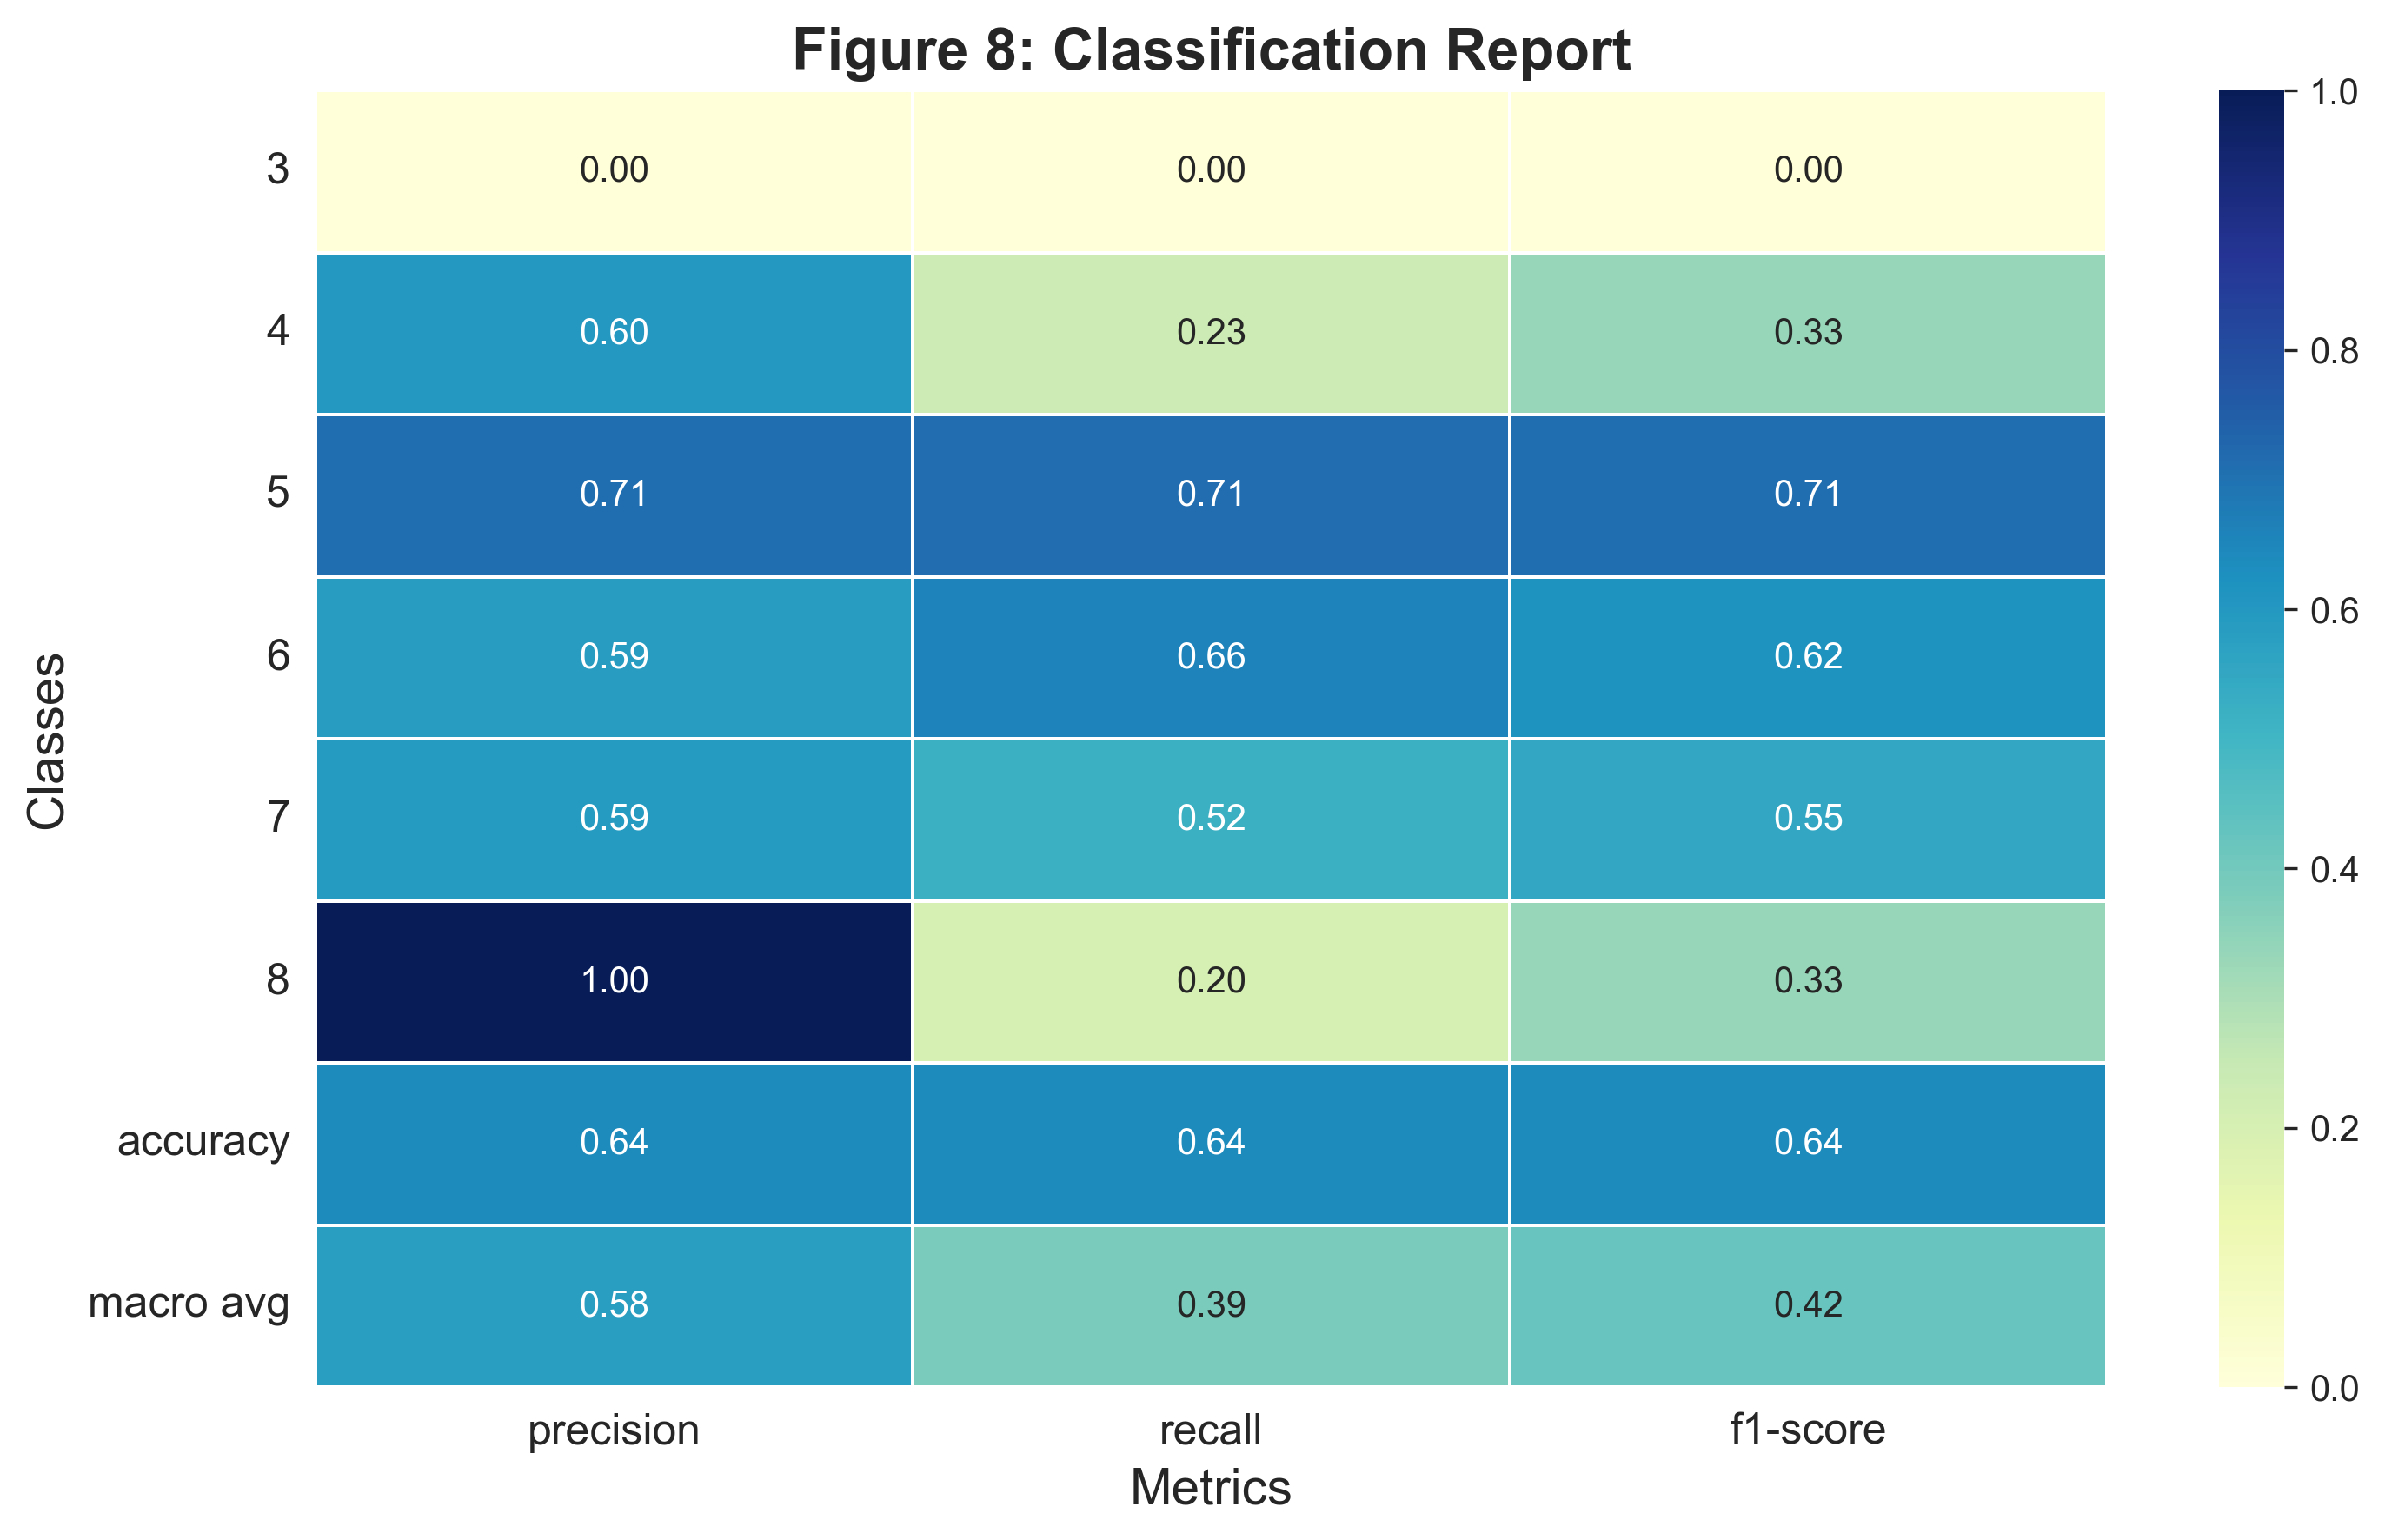 Figure 8: Classification Report
3 0.00 0.00 0.00
4 0.60 0.23 0.33
5 0.71 0.71 0.71
6 0.59 0.66 0.62
7 0.59 0.52 0.55
8 1.00 0.20 0.33
accuracy 0.64 0.64 0.64
macro avg 0.58 0.39 0.42
precision recall f1-score
Metrics
Classes
1.0
0.8
0.6
0.4
0.2
0.0